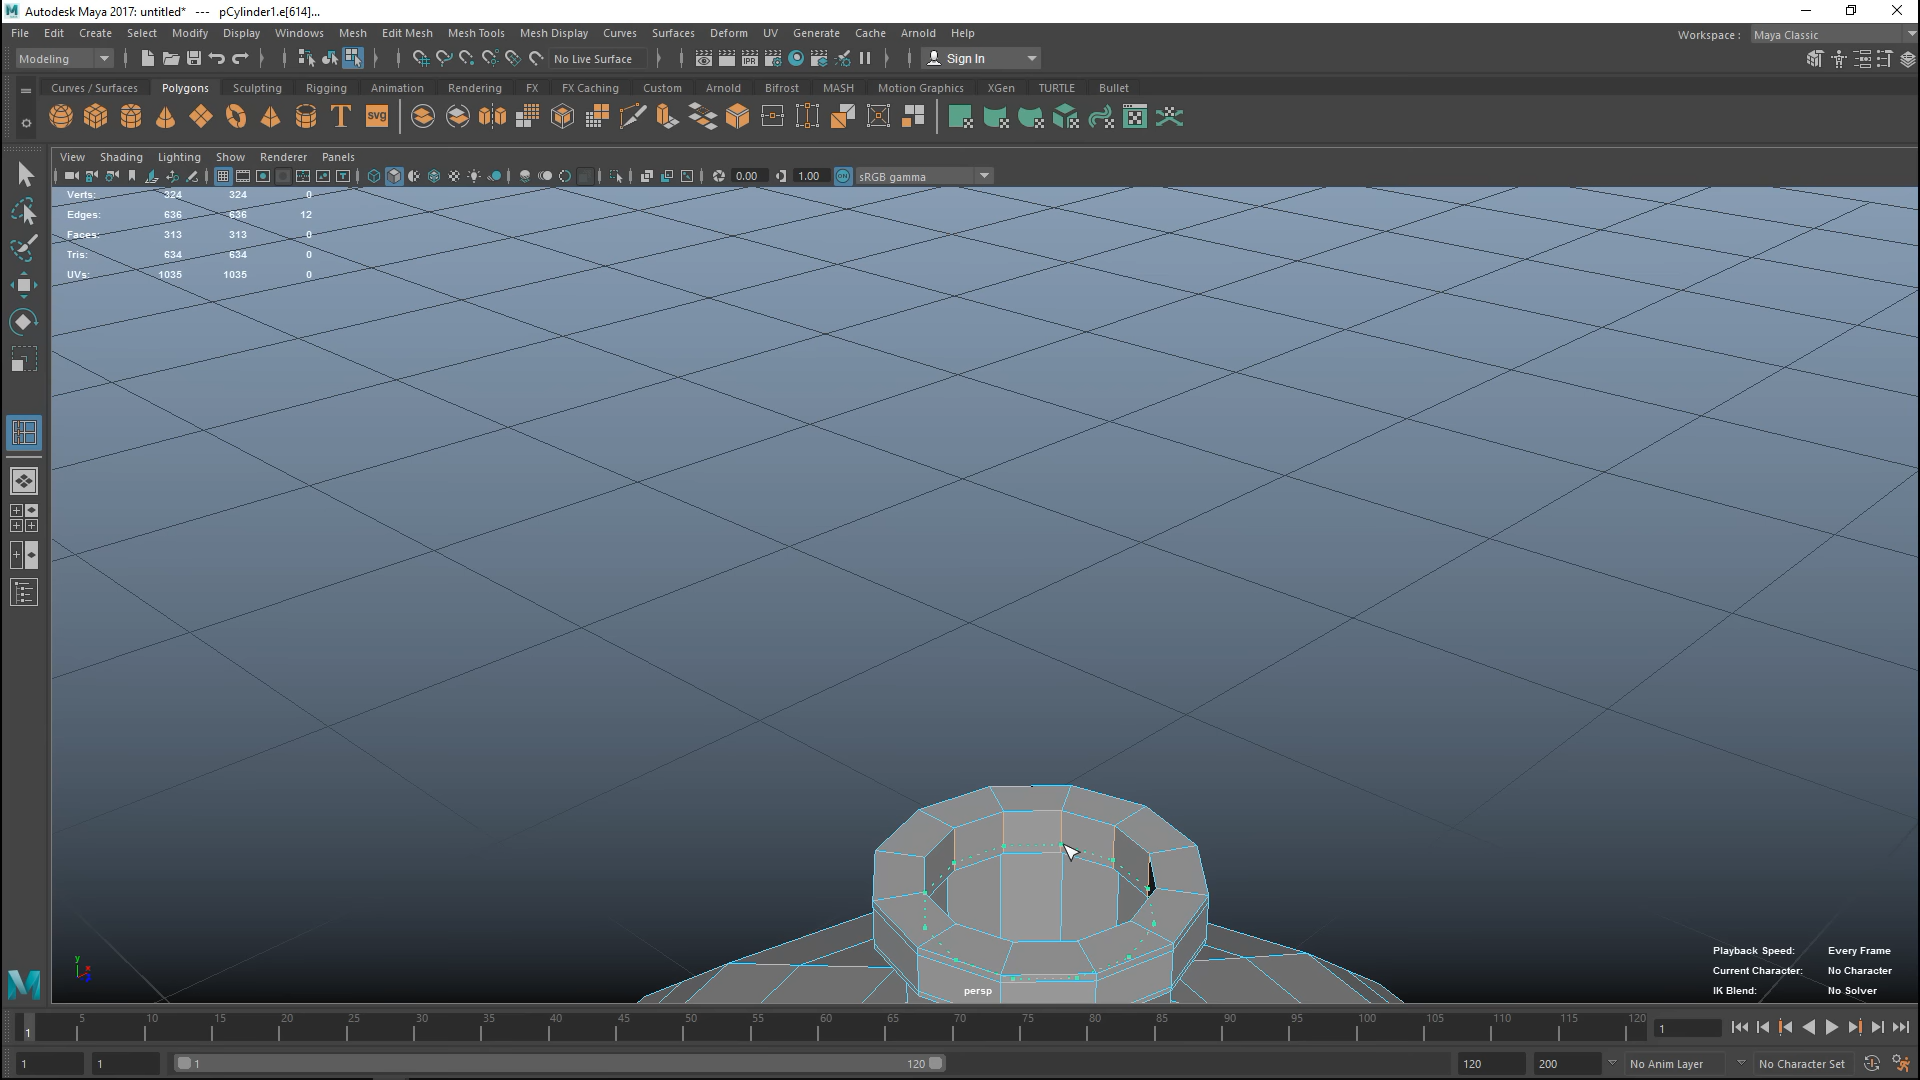 Autodesk Maya 2017: untitled* --- pCylinder1.e[614]...
File Edit Create Select Modify Display Windows Mesh Edit Mesh Mesh Tools Mesh Display Curves Surfaces Deform UV Generate Cache Arnold Help
Workspace : Maya Classic
Modeling No Live Surface IPR Sign In
Curves / Surfaces Polygons Sculpting Rigging Animation Rendering FX FX Caching Custom Arnold Bifrost MASH Motion Graphics XGen TURTLE Bullet
T SVG
View Shading Lighting Show Renderer Panels
0.00 1.00 ON sRGB gamma
Verts: 324 324 0
Edges: 636 636 12
Faces: 313 313 0
Tris: 634 634 0
UVs: 1035 1035 0
Playback Speed: Every Frame
Current Character: No Character
IK Blend: No Solver
y x
persp
1 5 10 15 20 25 30 35 40 45 50 55 60 65 70 75 80 85 90 95 100 105 110 115 120 1
1 1 1 120 120 200 No Anim Layer No Character Set